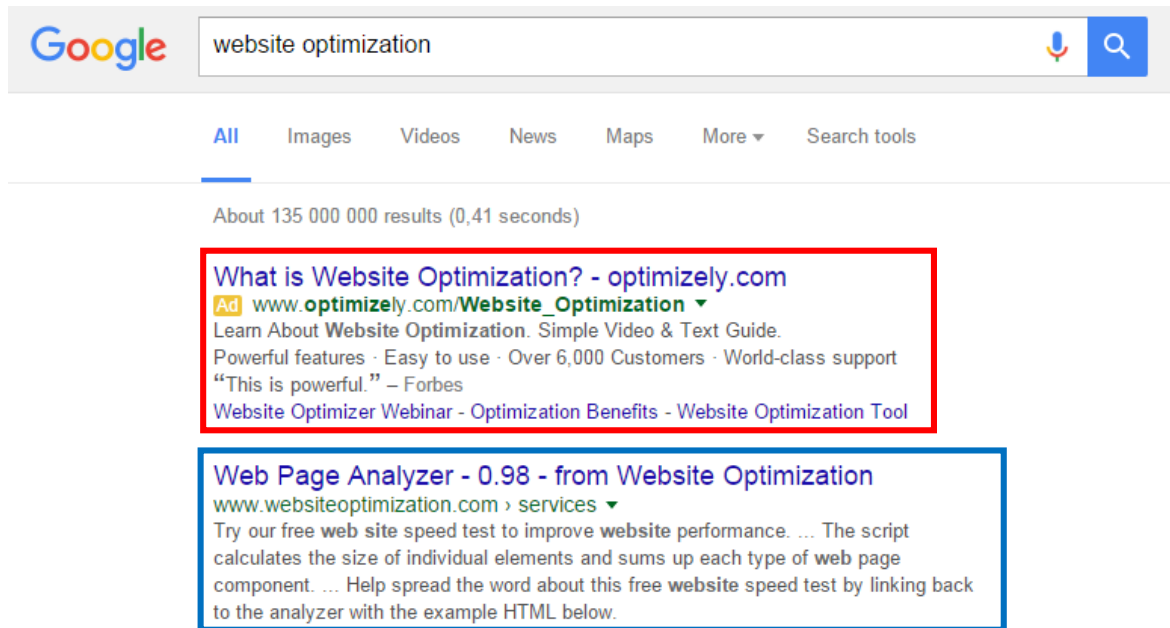 Google website optimization
All Images Videos News Maps More Search tools
About 135 000 000 results (0,41 seconds)
What is Website Optimization? - optimizely.com
Ad www.optimizely.com/Website_Optimization
Learn About Website Optimization. Simple Video & Text Guide.
Powerful features · Easy to use · Over 6,000 Customers · World-class support
“This is powerful.” – Forbes
Website Optimizer Webinar - Optimization Benefits - Website Optimization Tool
Web Page Analyzer - 0.98 - from Website Optimization
www.websiteoptimization.com › services
Try our free web site speed test to improve website performance. ... The script
calculates the size of individual elements and sums up each type of web page
component. ... Help spread the word about this free website speed test by linking back
to the analyzer with the example HTML below.